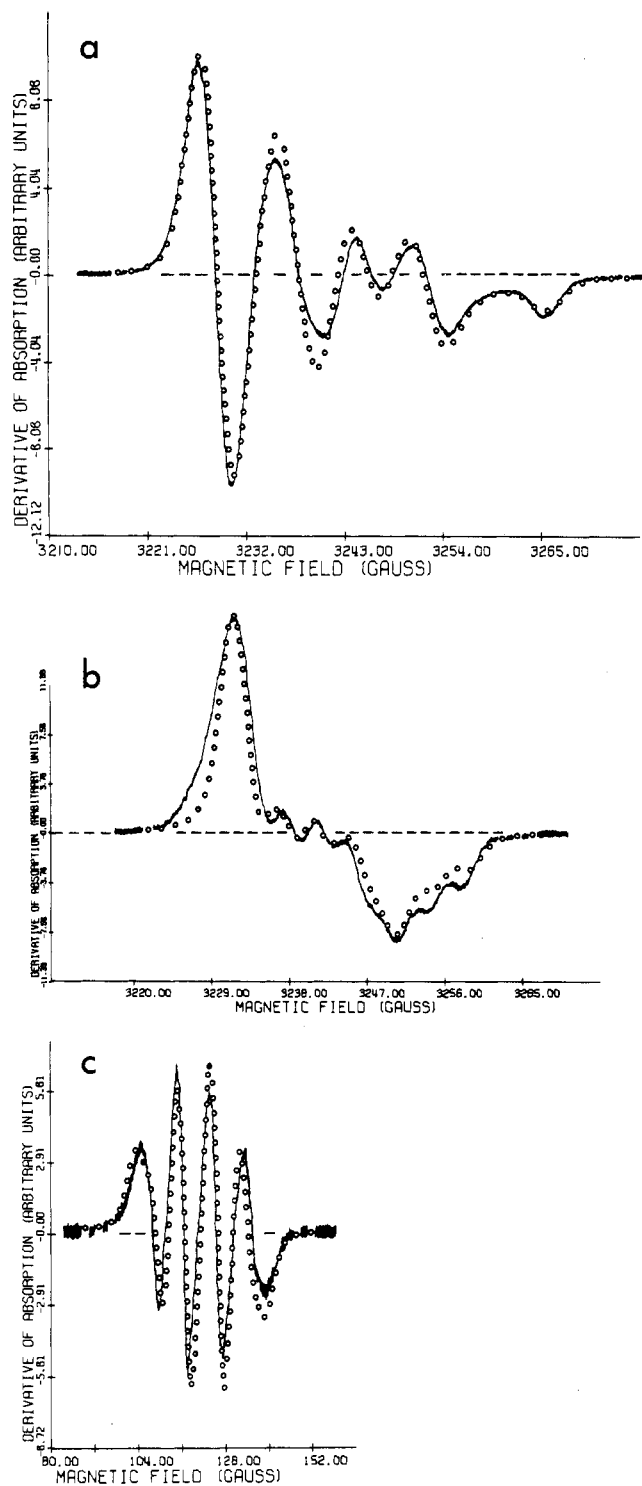 a
DERIVATIVE OF ABSORPTION (ARBITRARY UNITS)
8.08
4.04
-0.00
-4.04
-8.08
-12.12
3210.00 3221.00 3232.00 3243.00 3254.00 3265.00
MAGNETIC FIELD (GAUSS)
b
DERIVATIVE OF ABSORPTION (ARBITRARY UNITS)
-0.00
3220.00 3229.00 3238.00 3247.00 3256.00 3265.00
MAGNETIC FIELD (GAUSS)
c
DERIVATIVE OF ABSORPTION (ARBITRARY UNITS)
5.81
2.91
-0.00
-2.91
-5.81
-8.72
80.00 104.00 128.00 152.00
MAGNETIC FIELD (GAUSS)